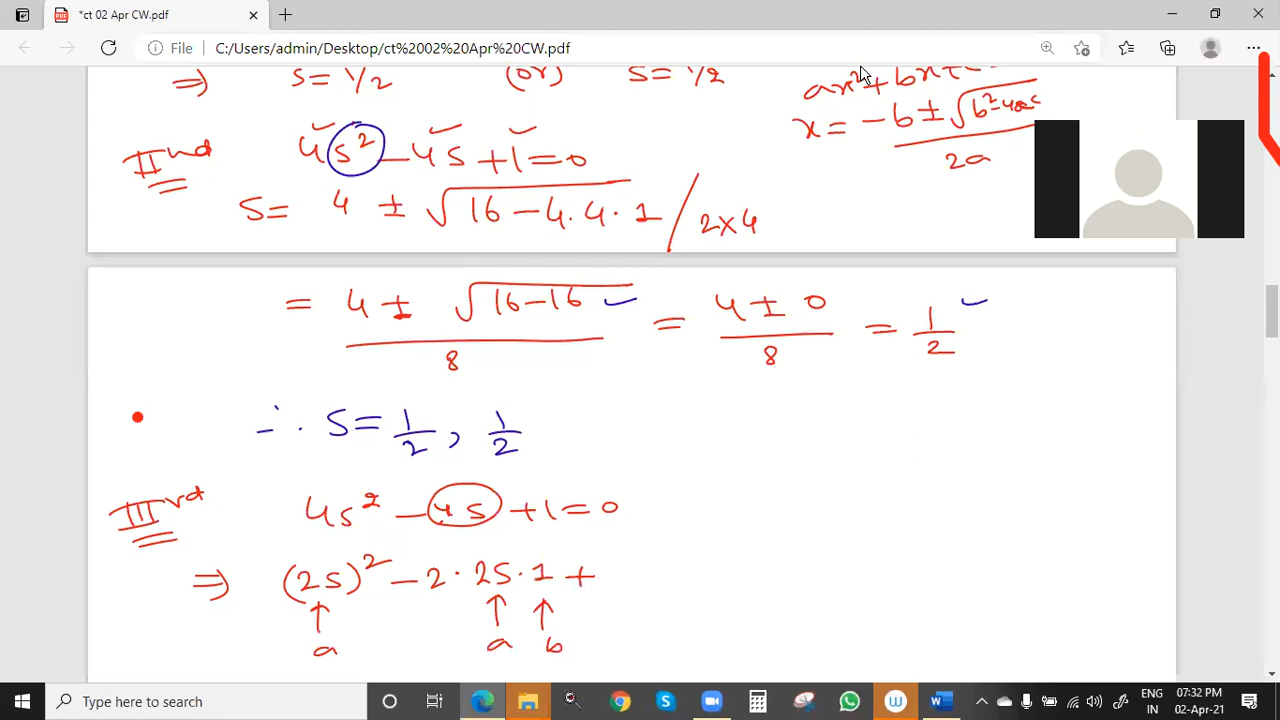 *ct 02 Apr CW.pdf
File C:/Users/admin/Desktop/ct%2002%20Apr%20CW.pdf
⇒ S = 1/2 (or) S = 1/2
ax²+bx+
x = -b ± √b²-4ac
2a
IInd 4s² - 4s + 1 = 0
S = 4 ± √16 - 4.4.1 / 2×4
= 4 ± √16-16 / 8 = 4 ± 0 / 8 = 1/2
∴ S = 1/2, 1/2
IIIrd 4s² - 4s + 1 = 0
⇒ (2s)² - 2 · 2s · 1 +
↑ ↑ ↑
a a b
Type here to search
ENG
IN
07:32 PM
02-Apr-21